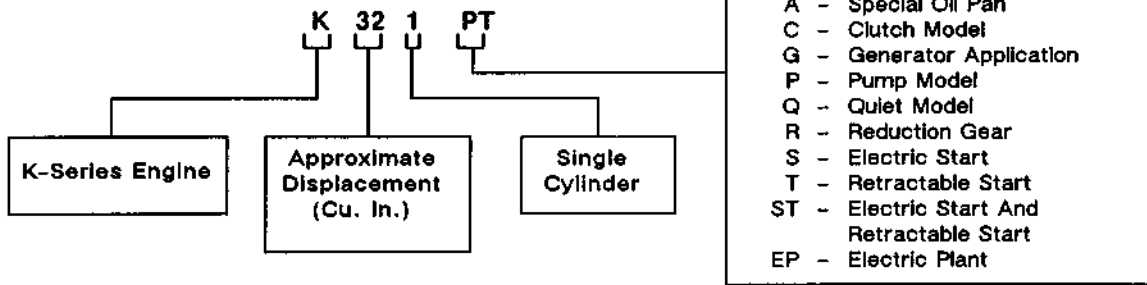 K 32 1 PT
A – Special Oil Pan
C – Clutch Model
G – Generator Application
P – Pump Model
Q – Quiet Model
R – Reduction Gear
S – Electric Start
T – Retractable Start
ST – Electric Start And
Retractable Start
EP – Electric Plant
K-Series Engine
Approximate
Displacement
(Cu. In.)
Single
Cylinder